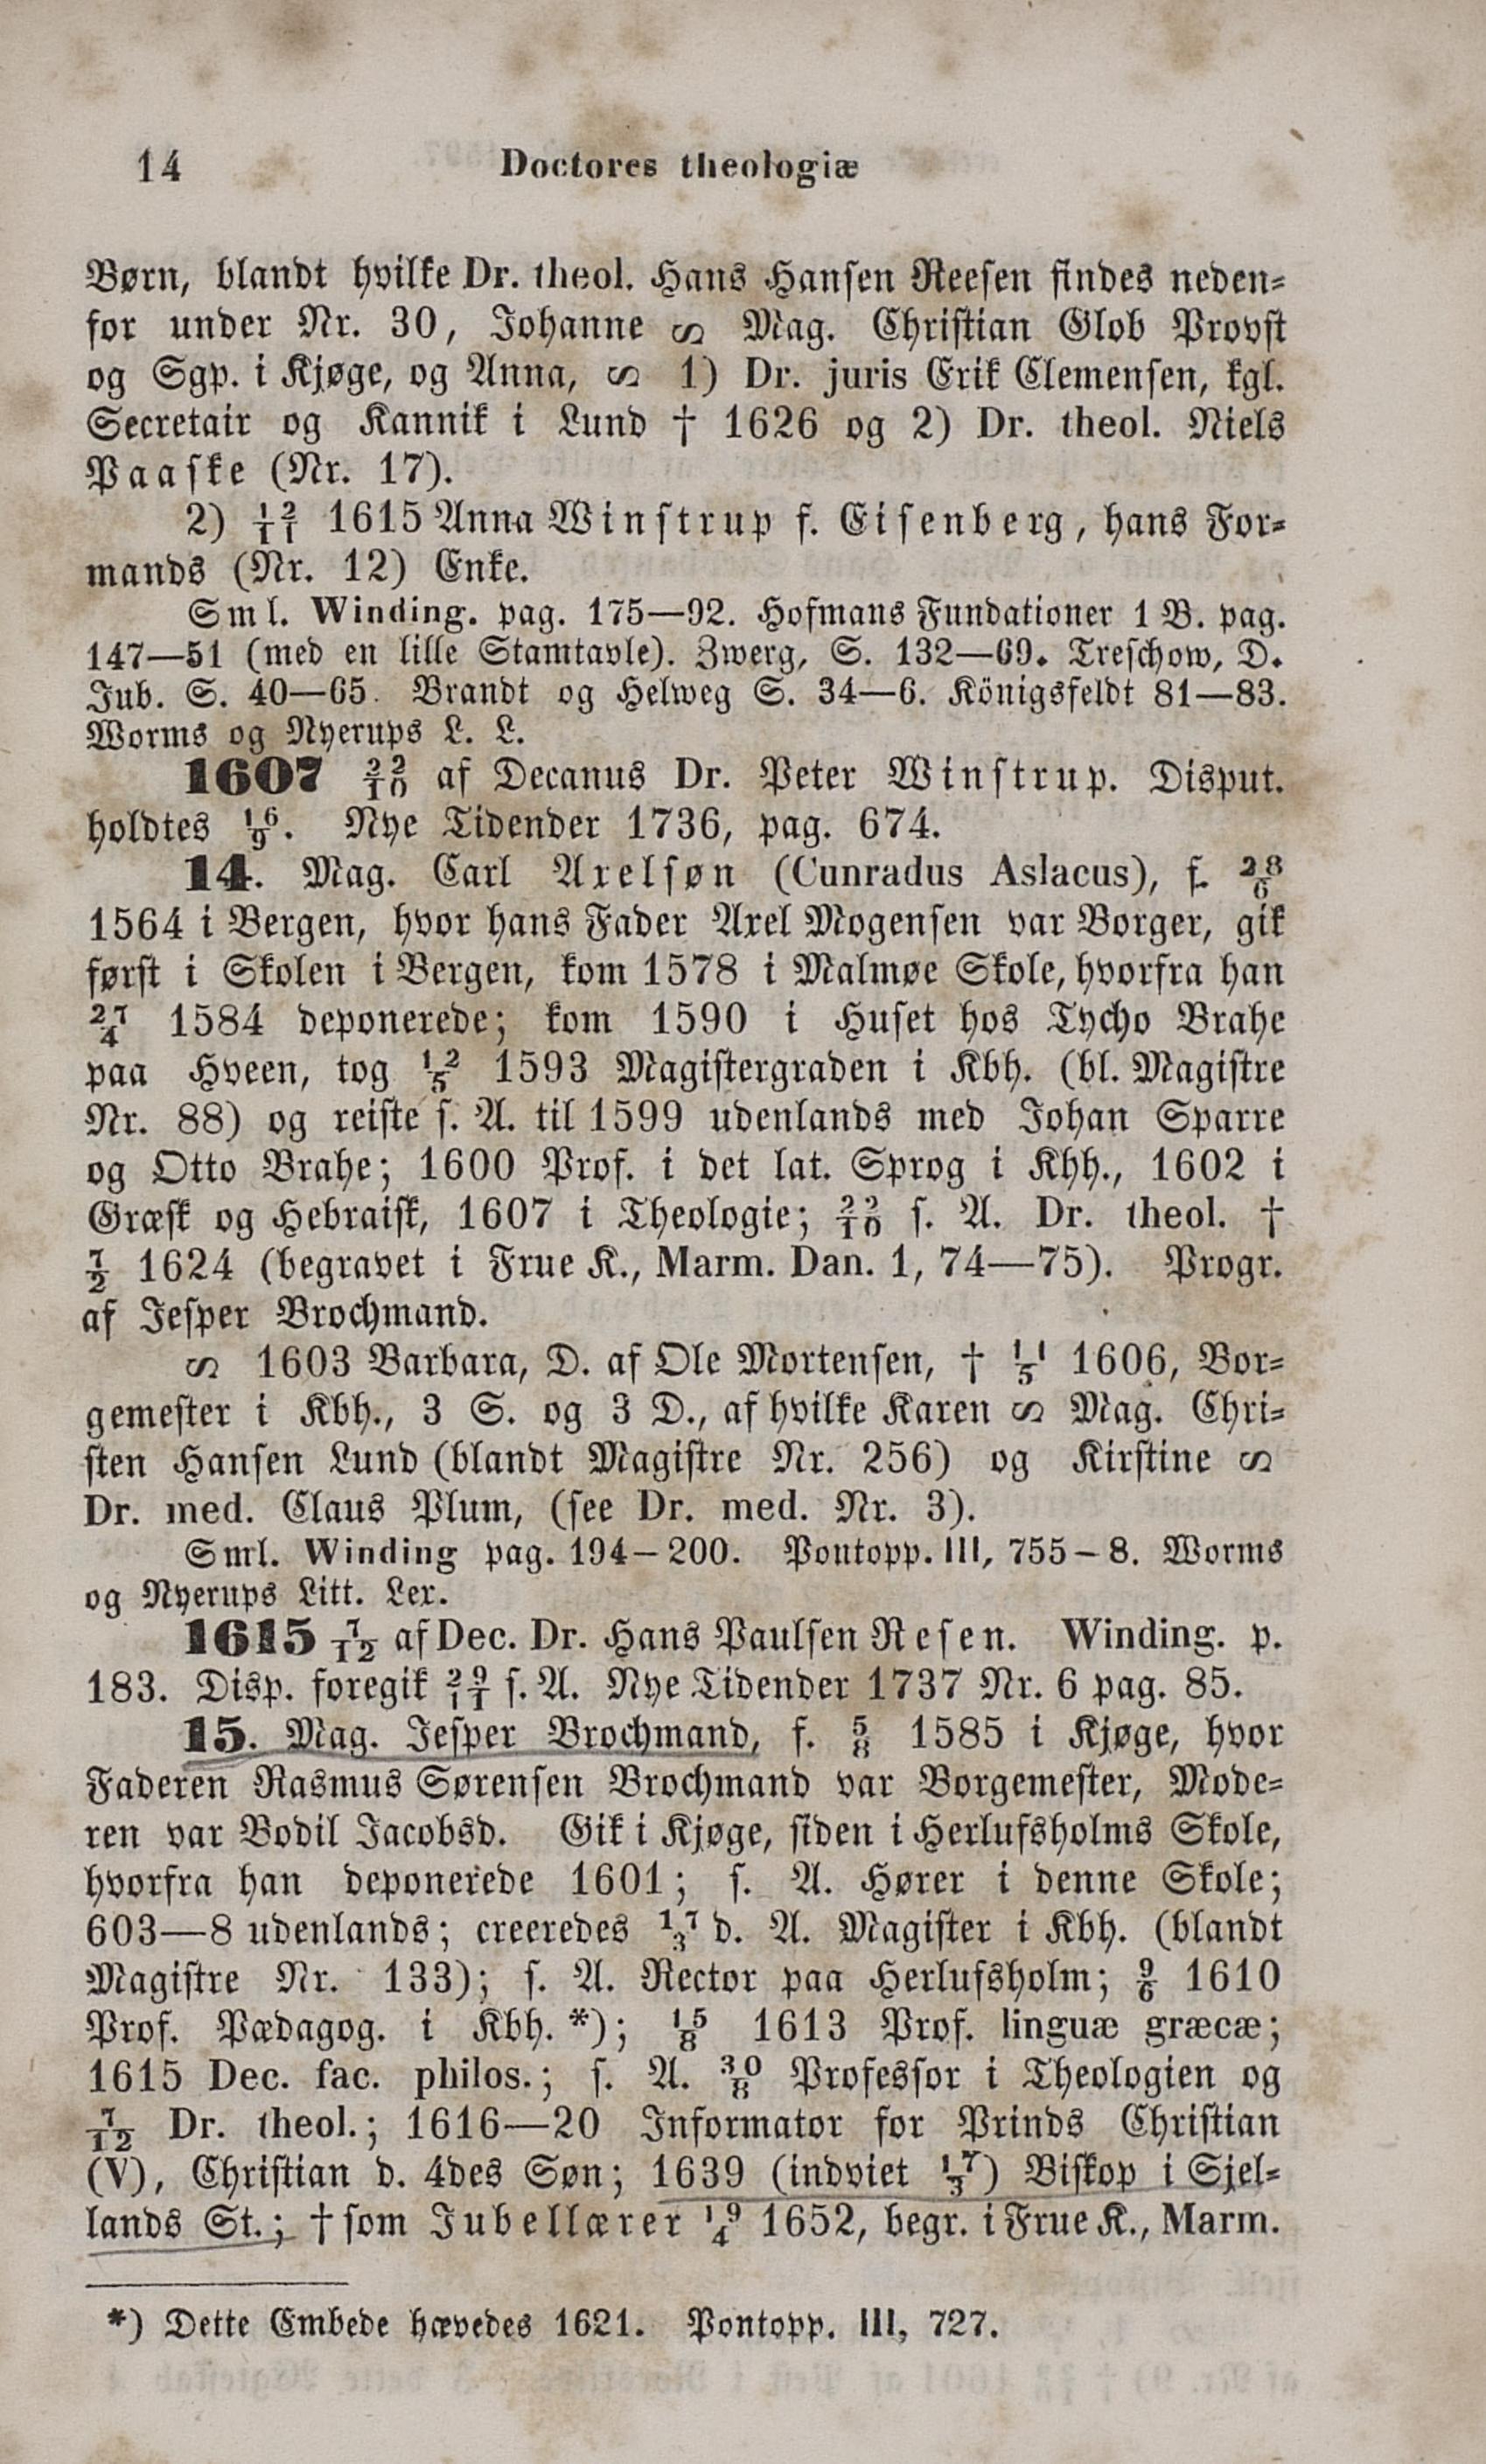 14 Doctores theologiæ
Børn, blandt hvilke Dr. theol. Hans Hansen Reesen findes neden=
for under Nr. 30, Johanne ∽ Mag. Christian Glob Provst
og Sgp. i Kjøge, og Anna, ∽ 1) Dr. juris Erik Clemensen, kgl.
Secretair og Kannik i Lund † 1626 og 2) Dr. theol. Niels
Paaske (Nr. 17).
2) 12/11 1615 Anna Winstrup f. Eisenberg, hans For=
mands (Nr. 12) Enke.
Sml. Winding. pag. 175—92. Hofmans Fundationer 1 B. pag.
147—51 (med en lille Stamtavle). Zwerg, S. 132—69. Treschow, D.
Jub. S. 40—65. Brandt og Helweg S. 34—6. Königsfeldt 81—83.
Worms og Nyerups L. L.
1607 22/10 af Decanus Dr. Peter Winstrup. Disput.
holdtes 16/9. Nye Tidender 1736, pag. 674.
14. Mag. Carl Axelsøn (Cunradus Aslacus), f. 28/6
1564 i Bergen, hvor hans Fader Axel Mogensen var Borger, gik
først i Skolen i Bergen, kom 1578 i Malmøe Skole, hvorfra han
27/4 1584 deponerede; kom 1590 i Huset hos Tycho Brahe
paa Hveen, tog 12/5 1593 Magistergraden i Kbh. (bl. Magistre
Nr. 88) og reiste s. A. til 1599 udenlands med Johan Sparre
og Otto Brahe; 1600 Prof. i det lat. Sprog i Khh., 1602 i
Græsk og Hebraisk, 1607 i Theologie; 22/10 s. A. Dr. theol. †
7/2 1624 (begravet i Frue K., Marm. Dan. 1, 74—75). Progr.
af Jesper Brochmand.
∽ 1603 Barbara, D. af Ole Mortensen, † 11/5 1606, Bor=
gemester i Kbh., 3 S. og 3 D., af hvilke Karen ∽ Mag. Chri=
sten Hansen Lund (blandt Magistre Nr. 256) og Kirstine ∽
Dr. med. Claus Plum, (see Dr. med. Nr. 3).
Sml. Winding pag. 194–200. Pontopp. III, 755–8. Worms
og Nyerups Litt. Lex.
1615 7/12 af Dec. Dr. Hans Paulsen Resen. Winding. p.
183. Disp. foregik 29/11 s. A. Nye Tidender 1737 Nr. 6 pag. 85.
15. Mag. Jesper Brochmand, f. 5/8 1585 i Kjøge, hvor
Faderen Rasmus Sørensen Brochmand var Borgemester, Mode=
ren var Bodil Jacobsd. Gik i Kjøge, siden i Herlufsholms Skole,
hvorfra han deponerede 1601; s. A. Hører i denne Skole;
603—8 udenlands; creeredes 17/3 d. A. Magister i Kbh. (blandt
Magistre Nr. 133); s. A. Rector paa Herlufsholm; 9/6 1610
Prof. Pædagog. i Kbh. *); 15/8 1613 Prof. linguæ græcæ;
1615 Dec. fac. philos.; s. A. 30/8 Professor i Theologien og
7/12 Dr. theol.; 1616—20 Informator for Prinds Christian
(V), Christian d. 4des Søn; 1639 (indviet 17/3) Biskop i Sjel=
lands St.; † som Jubellærer 19/4 1652, begr. i Frue K., Marm.
*) Dette Embede hævedes 1621. Pontopp. III, 727.